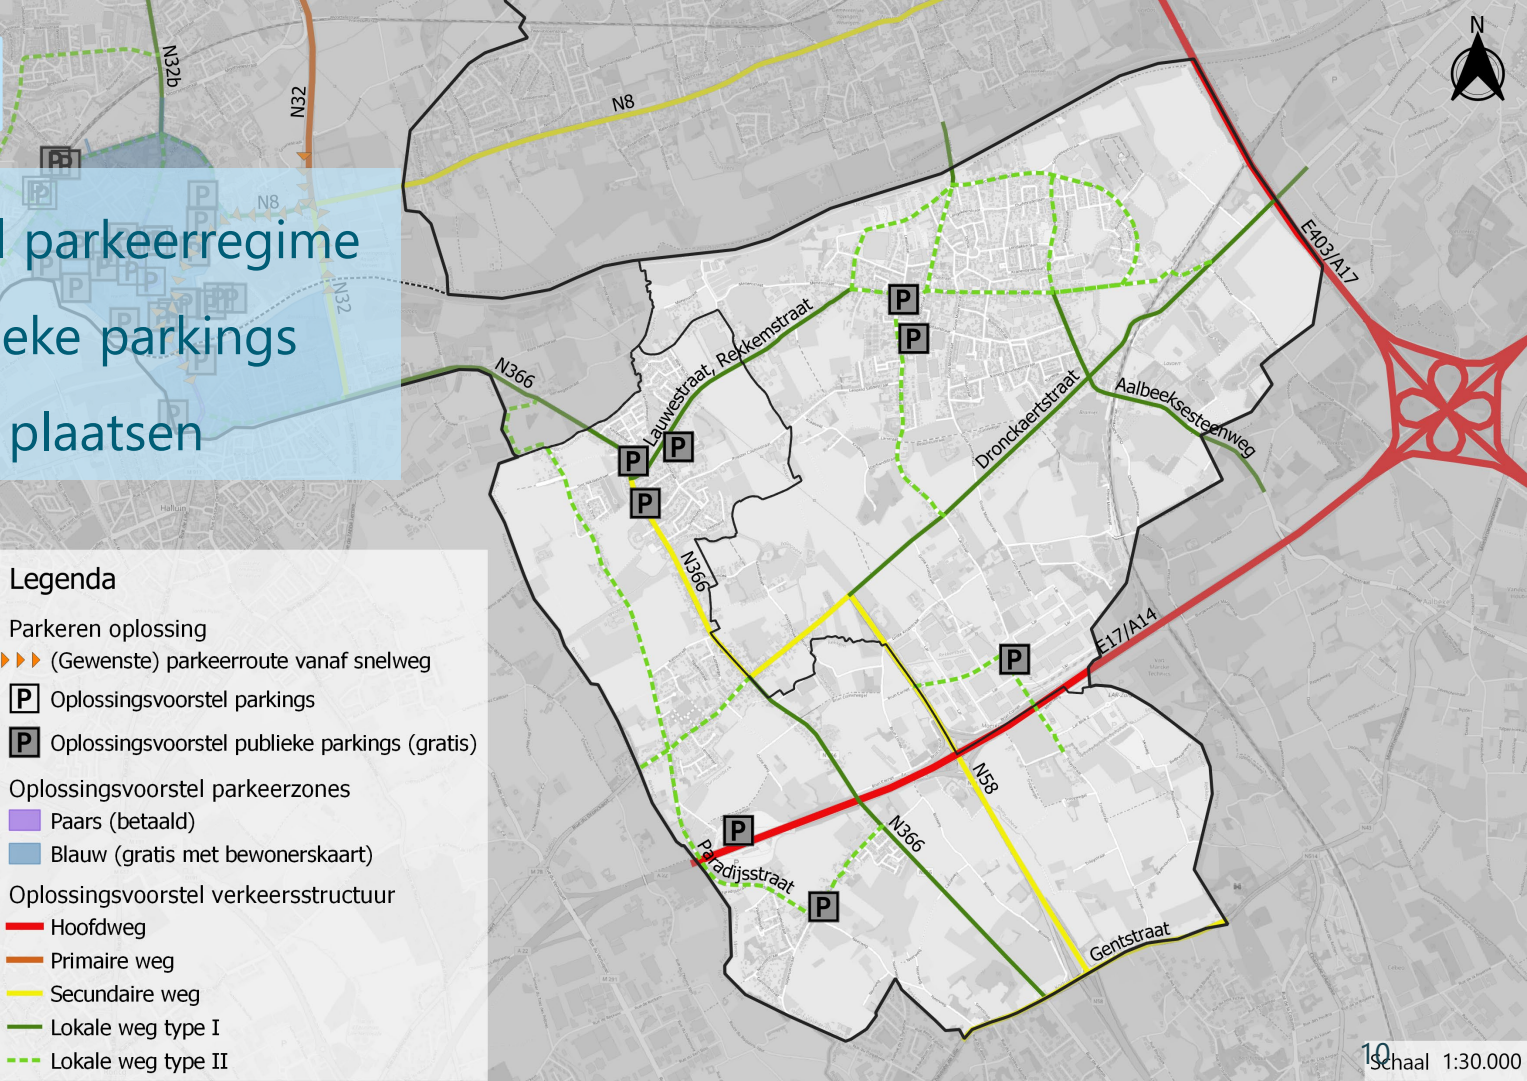 l parkeerregime
eke parkings
plaatsen
N32b
N32
N8
N8
N32
N366
Lauwestraat, Rekkemstraat
E403/A17
Dronckaertstraat
Aalbeeksesteenweg
N366
E17/A14
N58
N366
Paradijsstraat
Gentstraat
N
P
P
P
P
P
P
P
P
Legenda
Parkeren oplossing
(Gewenste) parkeerroute vanaf snelweg
P Oplossingsvoorstel parkings
P Oplossingsvoorstel publieke parkings (gratis)
Oplossingsvoorstel parkeerzones
Paars (betaald)
Blauw (gratis met bewonerskaart)
Oplossingsvoorstel verkeersstructuur
Hoofdweg
Primaire weg
Secundaire weg
Lokale weg type I
Lokale weg type II
10
Schaal 1:30.000